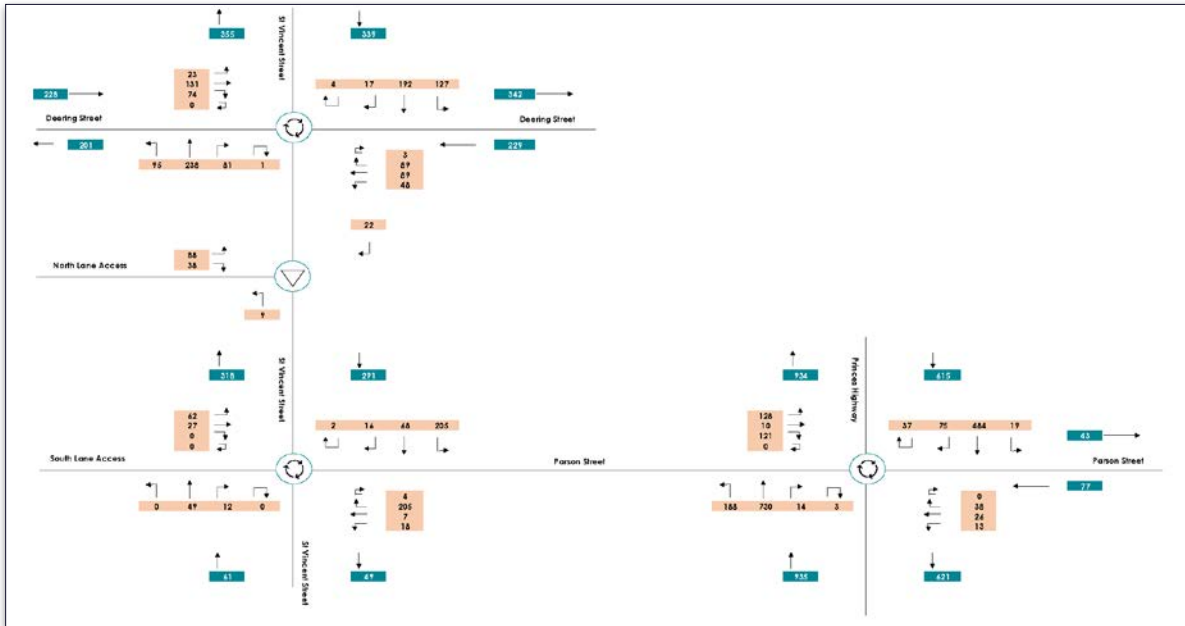 355
St Vincent Street
339
23
131
74
0
4 17 192 127
228
342
Deering Street
Deering Street
201
229
95 238 81 1
3
89
89
48
22
88
38
North Lane Access
9
318
St Vincent Street
291
934
Princes Highway
615
62
27
0
0
2 16 68 205
128
10
121
0
37 75 484 19
43
South Lane Access
Parson Street
Parson Street
77
0 49 12 0
4
205
7
18
188 730 14 3
0
38
26
13
61
St Vincent Street
49
935
621